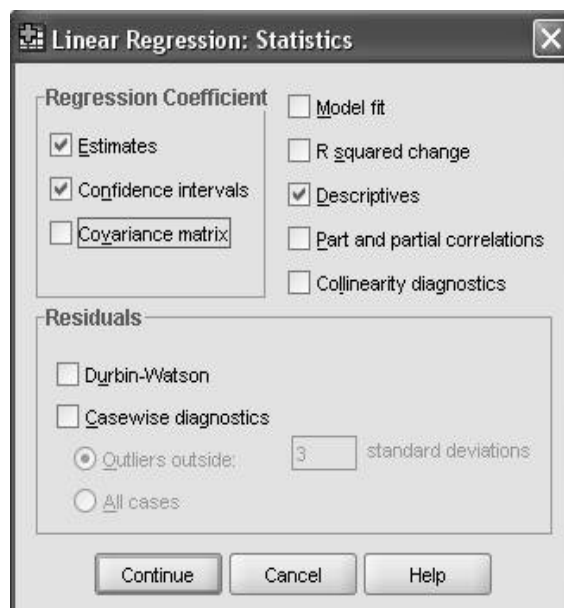 Linear Regression: Statistics
Regression Coefficient
Estimates
Confidence intervals
Covariance matrix
Model fit
R squared change
Descriptives
Part and partial correlations
Collinearity diagnostics
Residuals
Durbin-Watson
Casewise diagnostics
Outliers outside: 3 standard deviations
All cases
Continue Cancel Help